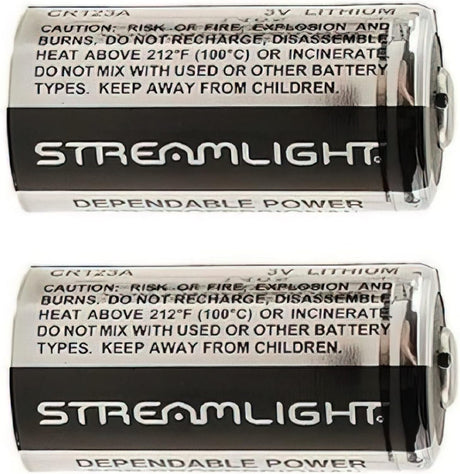 CR123A 3V LITHIUM
CAUTION: RISK OF FIRE, EXPLOSION AND
BURNS. DO NOT RECHARGE, DISASSEMBLE,
HEAT ABOVE 212°F (100°C) OR INCINERATE
DO NOT MIX WITH USED OR OTHER BATTERY
TYPES. KEEP AWAY FROM CHILDREN.
STREAMLIGHT
DEPENDABLE POWER
CR123A 3V LITHIUM
CAUTION: RISK OF FIRE, EXPLOSION AND
BURNS. DO NOT RECHARGE, DISASSEMBLE,
HEAT ABOVE 212°F (100°C) OR INCINERATE
DO NOT MIX WITH USED OR OTHER BATTERY
TYPES. KEEP AWAY FROM CHILDREN.
STREAMLIGHT
DEPENDABLE POWER